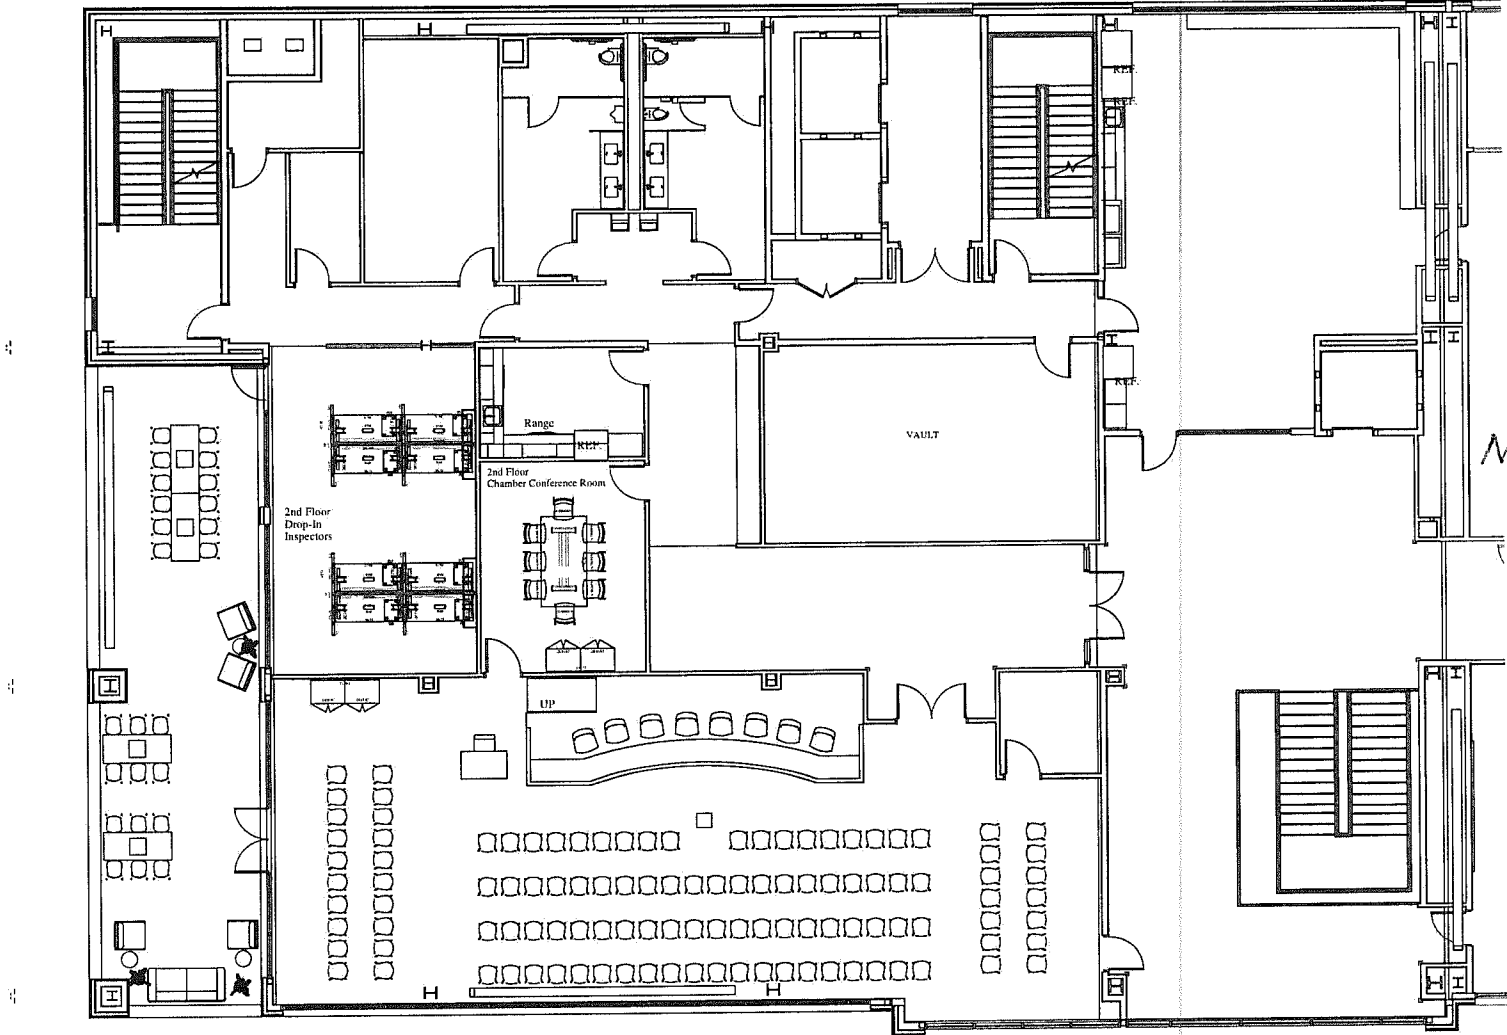 REF.
REF.
REF.
Range
REF.
VAULT
2nd Floor
Chamber Conference Room
2nd Floor
Drop-In
Inspectors
UP